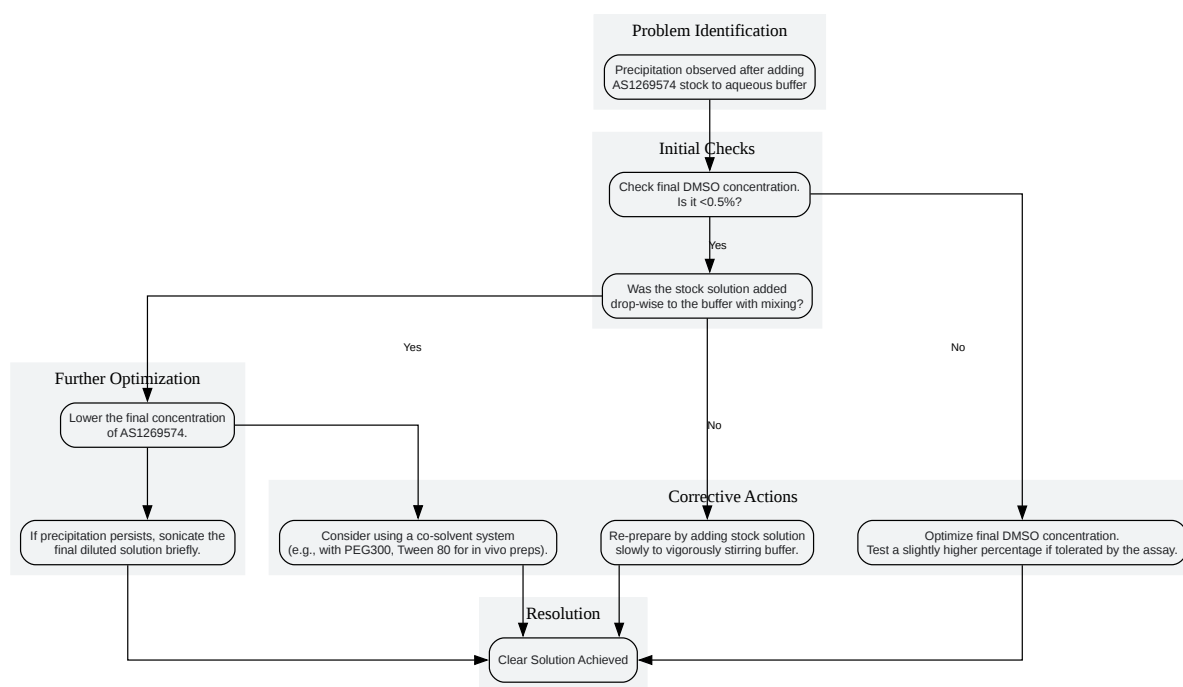 Problem Identification
Precipitation observed after adding
AS1269574 stock to aqueous buffer
Initial Checks
Check final DMSO concentration.
Is it <0.5%?
Yes
Was the stock solution added
drop-wise to the buffer with mixing?
Yes
No
Further Optimization
Lower the final concentration
of AS1269574.
No
Corrective Actions
If precipitation persists, sonicate the
final diluted solution briefly.
Consider using a co-solvent system
(e.g., with PEG300, Tween 80 for in vivo preps).
Re-prepare by adding stock solution
slowly to vigorously stirring buffer.
Optimize final DMSO concentration.
Test a slightly higher percentage if tolerated by the assay.
Resolution
Clear Solution Achieved